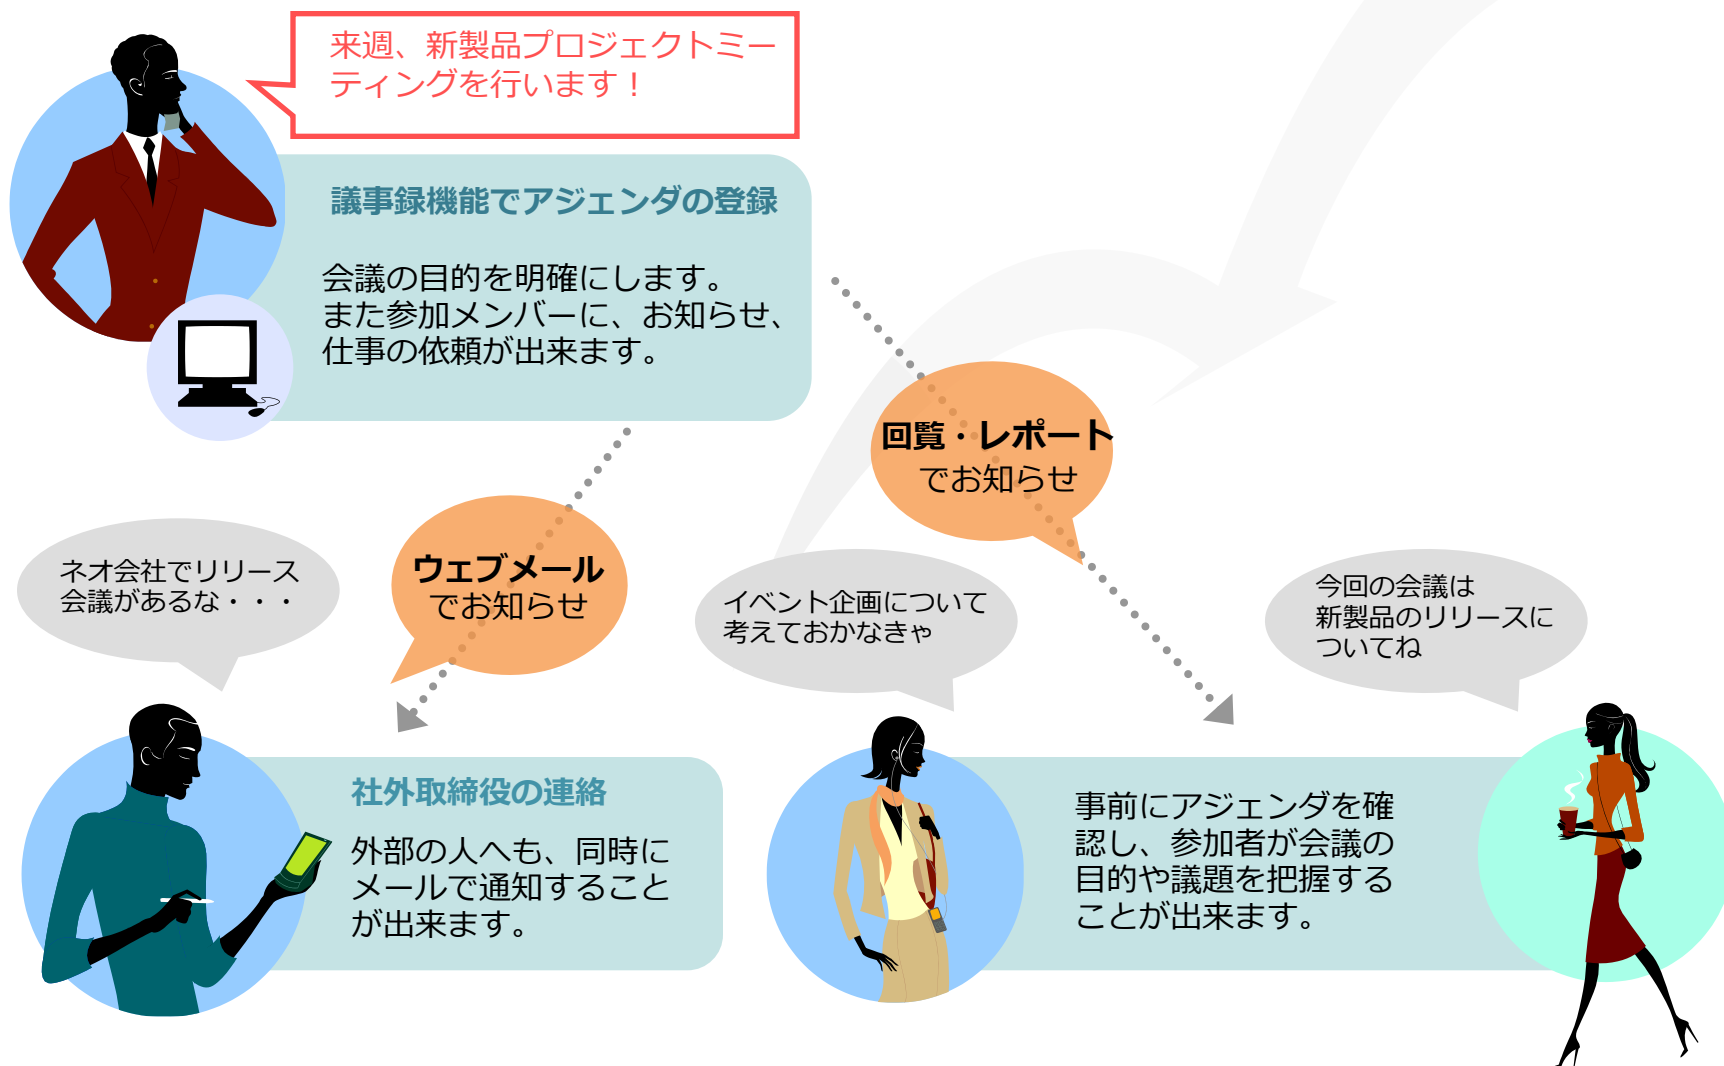 来週、新製品プロジェクトミー
ティングを行います！
議事録機能でアジェンダの登録
会議の目的を明確にします。
また参加メンバーに、お知らせ、
仕事の依頼が出来ます。
回覧・レポート
でお知らせ
ウェブメール
でお知らせ
ネオ会社でリリース
会議があるな・・・
イベント企画について
考えておかなきゃ
今回の会議は
新製品のリリースに
ついてね
社外取締役の連絡
外部の人へも、同時に
メールで通知すること
が出来ます。
事前にアジェンダを確
認し、参加者が会議の
目的や議題を把握する
ことが出来ます。